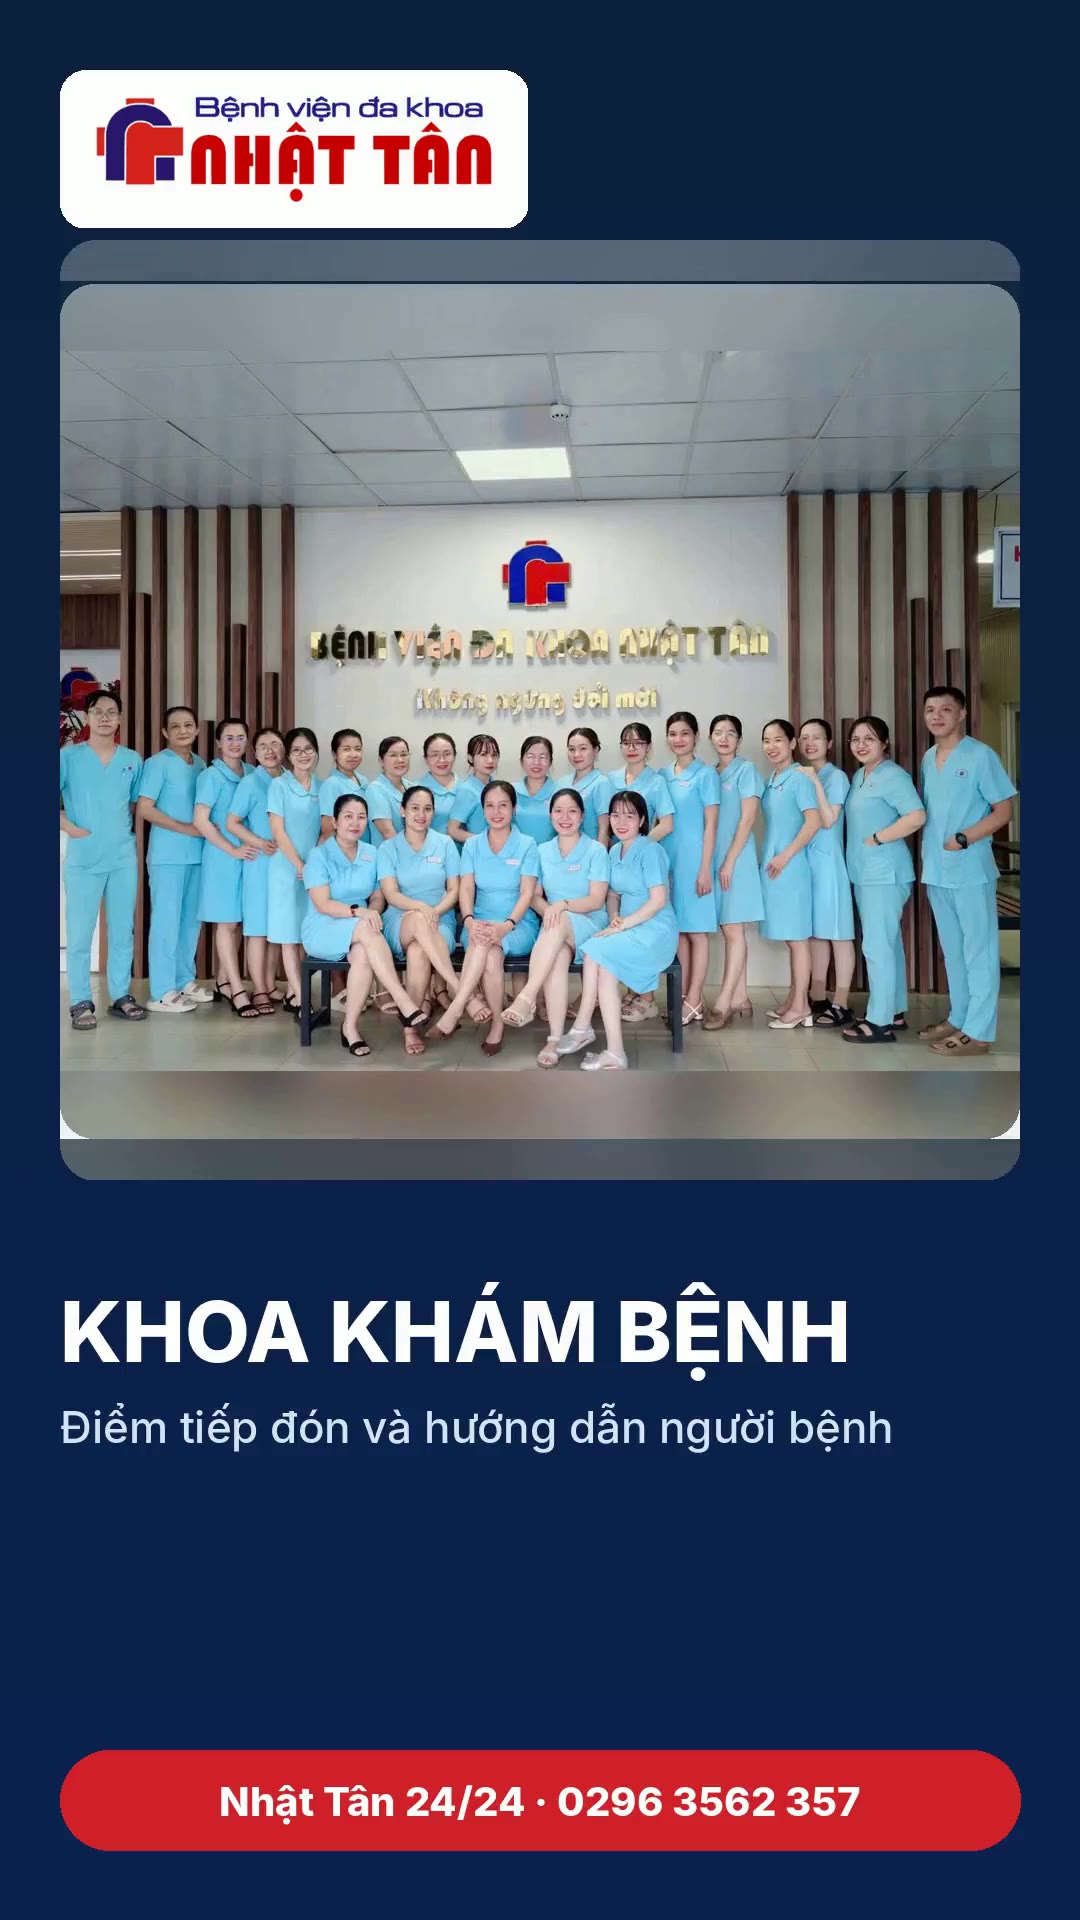 Bệnh viện đa khoa
NHẬT TÂN
BỆNH VIỆN ĐA KHOA NHẬT TÂN
Không ngừng đổi mới
KHOA KHÁM BỆNH
Điểm tiếp đón và hướng dẫn người bệnh
Nhật Tân 24/24 · 0296 3562 357